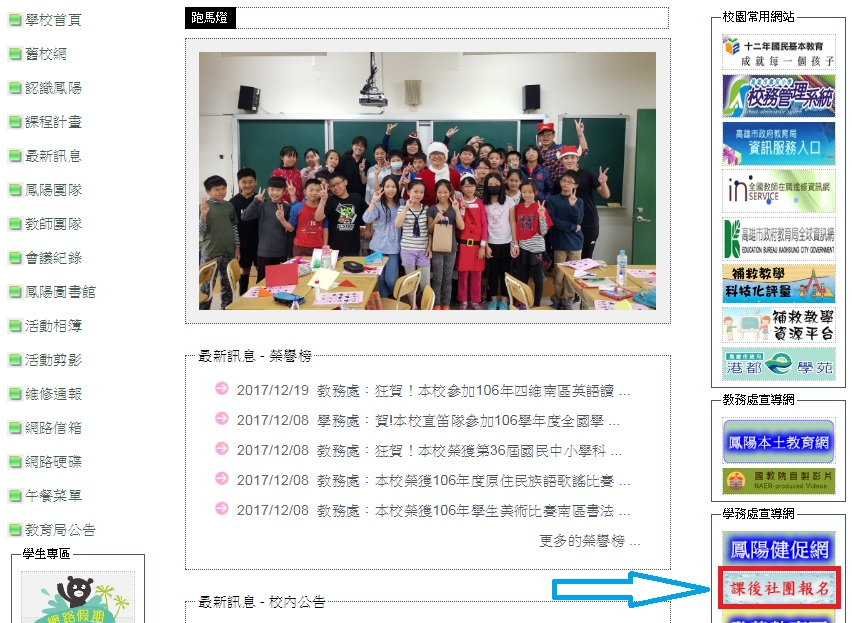 學校首頁
舊校網
認識鳳陽
課程計畫
最新訊息
鳳陽團隊
教師團隊
會議紀錄
鳳陽圖書館
活動相簿
活動剪影
維修通報
網路信箱
網路硬碟
午餐菜單
教育局公告
學生專區
網路假期
跑馬燈
最新訊息 - 榮譽榜
2017/12/19 教務處：狂賀！本校參加106年四維南區英語讀 ...
2017/12/08 學務處：賀!本校直笛隊參加106學年度全國學 ...
2017/12/08 教務處：狂賀！本校榮獲第36屆國民中小學科 ...
2017/12/08 教務處：本校榮獲106年度原住民族語歌謠比賽 ...
2017/12/08 教務處：本校榮獲106年學生美術比賽南區書法 ...
更多的榮譽榜 ...
最新訊息 - 校內公告
校園常用網站
十二年國民基本教育
成就每一個孩子
校務管理系統
高雄市政府教育局
資訊服務入口
全國教師在職進修資訊網
in SERVICE
高雄市政府教育局全球資訊網
EDUCATION BUREAU KAOHSIUNG CITY GOVERNMENT
補救教學
科技化評量
補救教學
資源平台
高雄市政府教育局
港都 e 學苑
教務處宣導網
鳳陽本土教育網
國教院自製影片
NAER-produced Videos
學務處宣導網
鳳陽健促網
課後社團報名